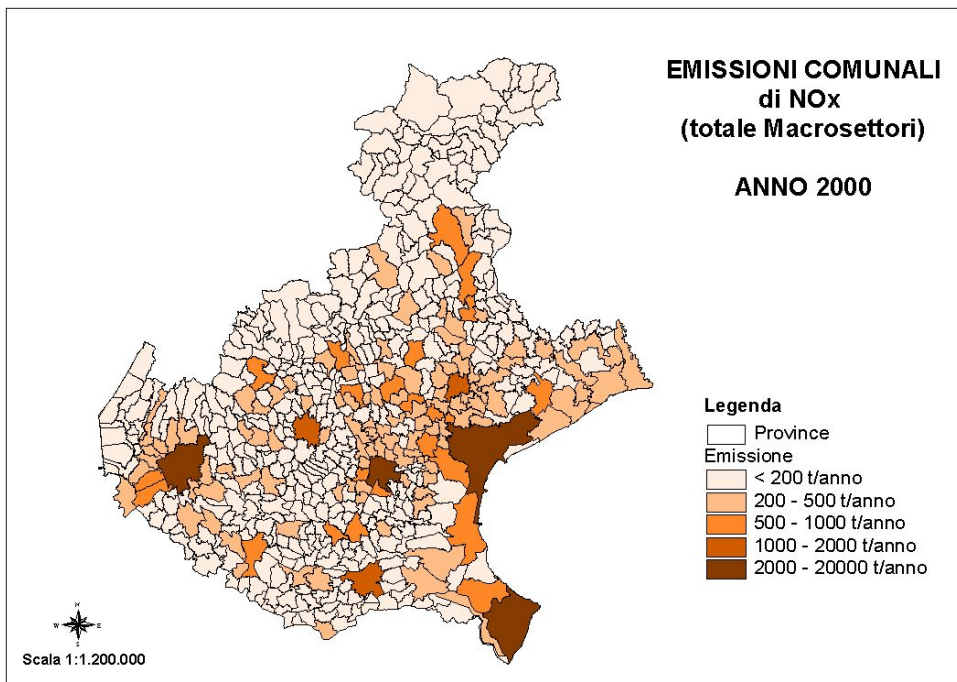 EMISSIONI COMUNALI
di NOx
(totale Macrosettori)
ANNO 2000
Legenda
Province
Emissione
< 200 t/anno
200 - 500 t/anno
500 - 1000 t/anno
1000 - 2000 t/anno
2000 - 20000 t/anno
N
W E
S
Scala 1:1.200.000